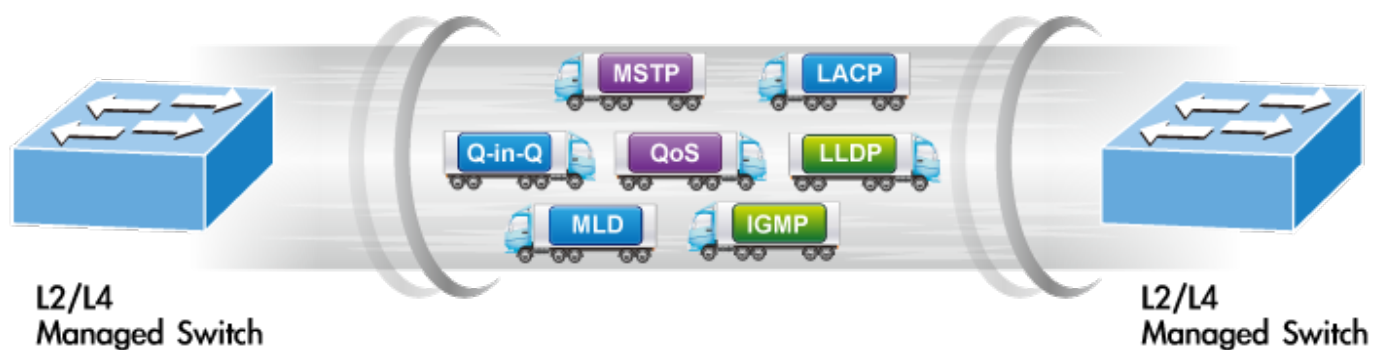 MSTP
LACP
Q-in-Q
QoS
LLDP
MLD
IGMP
L2/L4
Managed Switch
L2/L4
Managed Switch